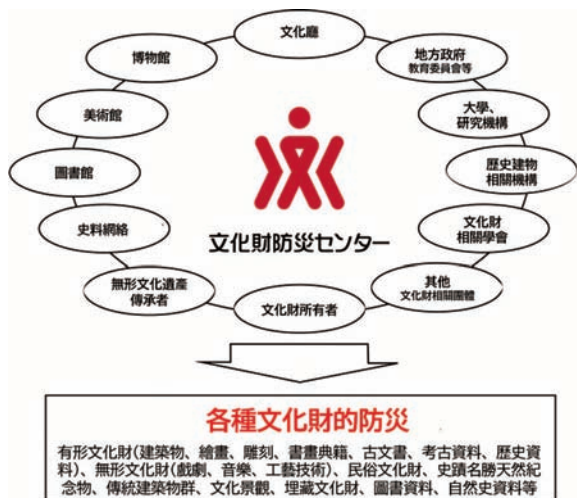 文化廳
博物館
地方政府
教育委員會等
美術館
大學、
研究機構
圖書館
歷史建物
相關機構
史料網絡
文化財
相關學會
文化財防災センター
無形文化遺產
傳承者
其他
文化財相關團體
文化財所有者
各種文化財的防災
有形文化財(建築物、繪畫、雕刻、書畫典籍、古文書、考古資料、歷史資
料)、無形文化財(戲劇、音樂、工藝技術)、民俗文化財、史蹟名勝天然紀
念物、傳統建築物群、文化景觀、埋藏文化財、圖書資料、自然史資料等